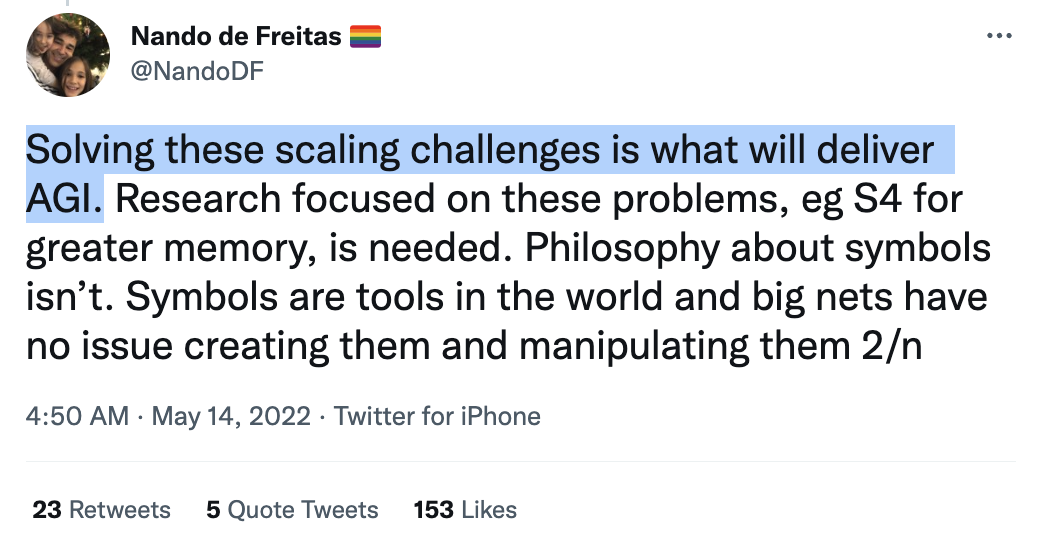 Nando de Freitas 🏳️‍🌈
@NandoDF
Solving these scaling challenges is what will deliver
AGI. Research focused on these problems, eg S4 for
greater memory, is needed. Philosophy about symbols
isn’t. Symbols are tools in the world and big nets have
no issue creating them and manipulating them 2/n
4:50 AM · May 14, 2022 · Twitter for iPhone
23 Retweets 5 Quote Tweets 153 Likes